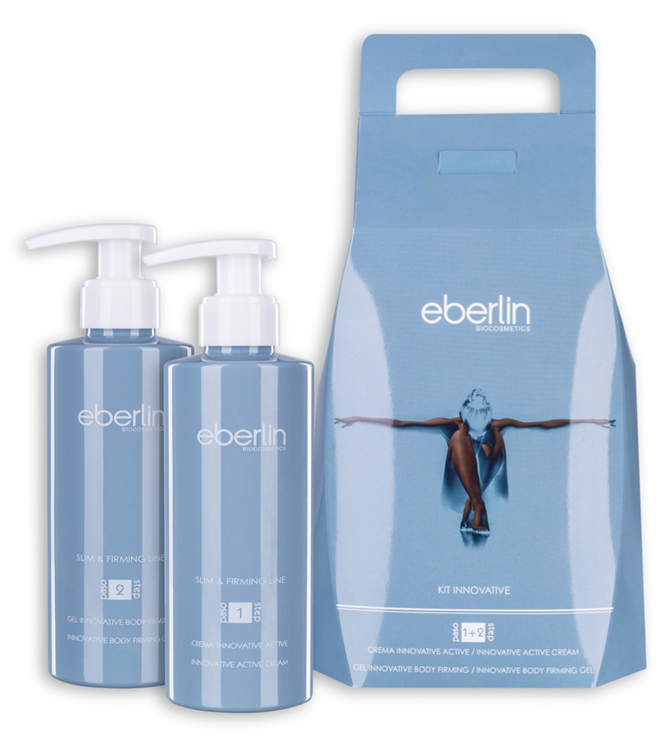 eberlin
BIOCOSMETICS
SLIM & FIRMING LINE
paso 2 step
GEL INNOVATIVE BODY
INNOVATIVE BODY FIRMING
eberlin
BIOCOSMETICS
SLIM & FIRMING LINE
paso 1 step
CREMA INNOVATIVE ACTIVE
INNOVATIVE ACTIVE CREAM
eberlin
BIOCOSMETICS
KIT INNOVATIVE
paso 1+2 step
CREMA INNOVATIVE ACTIVE / INNOVATIVE ACTIVE CREAM
GEL INNOVATIVE BODY FIRMING / INNOVATIVE BODY FIRMING GEL